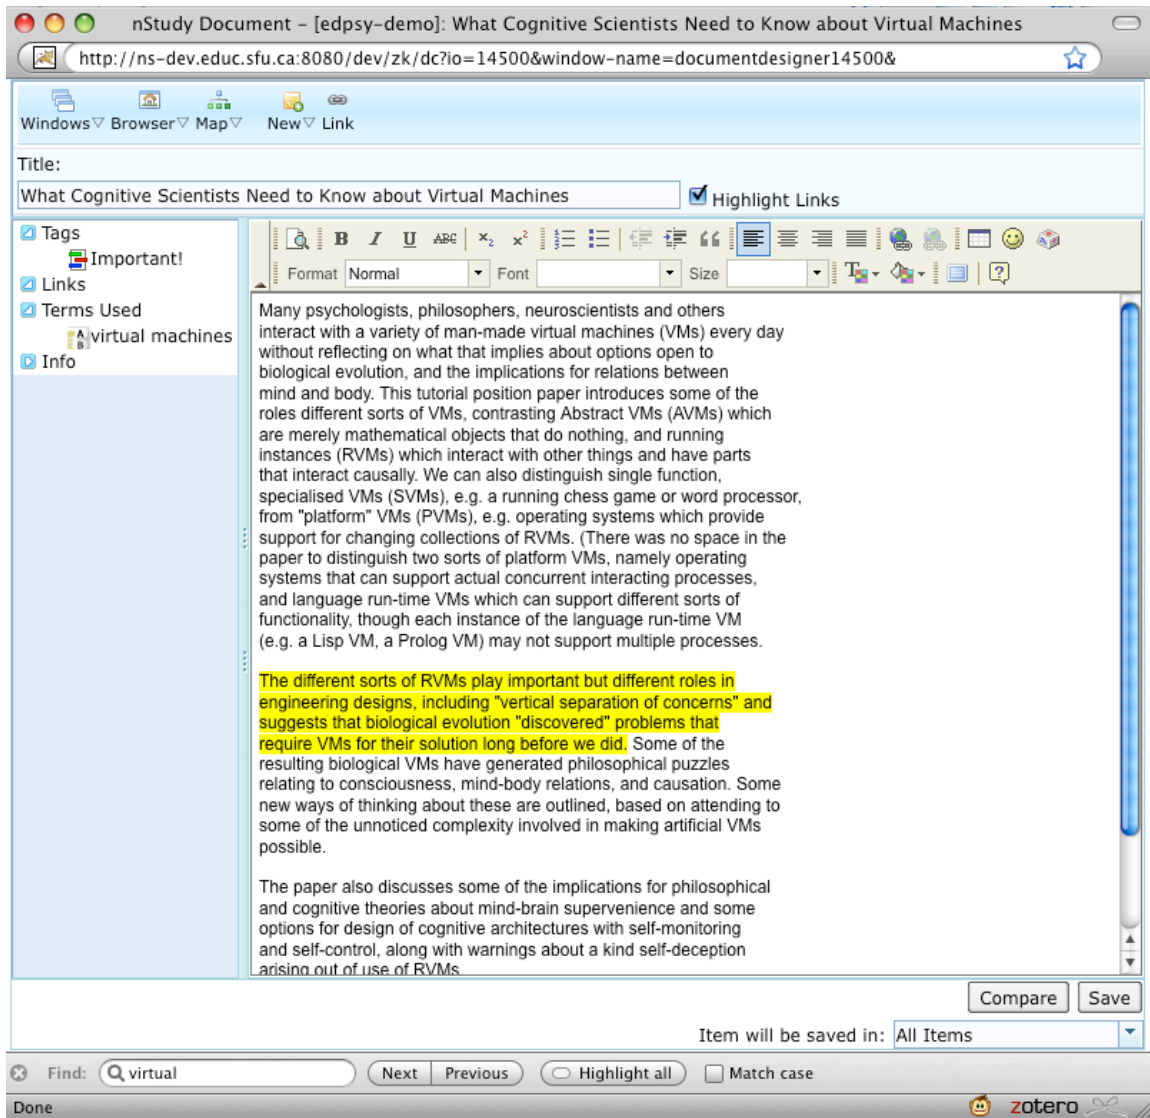 nStudy Document – [edpsy-demo]: What Cognitive Scientists Need to Know about Virtual Machines
http://ns-dev.educ.sfu.ca:8080/dev/zk/dc?io=14500&window-name=documentdesigner14500&
Windows Browser Map New Link
Title:
What Cognitive Scientists Need to Know about Virtual Machines
Highlight Links
Tags
Important!
Links
Terms Used
virtual machines
Info
B I U ABC x₂ x²
Format Normal Font Size
Many psychologists, philosophers, neuroscientists and others
interact with a variety of man-made virtual machines (VMs) every day
without reflecting on what that implies about options open to
biological evolution, and the implications for relations between
mind and body. This tutorial position paper introduces some of the
roles different sorts of VMs, contrasting Abstract VMs (AVMs) which
are merely mathematical objects that do nothing, and running
instances (RVMs) which interact with other things and have parts
that interact causally. We can also distinguish single function,
specialised VMs (SVMs), e.g. a running chess game or word processor,
from "platform" VMs (PVMs), e.g. operating systems which provide
support for changing collections of RVMs. (There was no space in the
paper to distinguish two sorts of platform VMs, namely operating
systems that can support actual concurrent interacting processes,
and language run-time VMs which can support different sorts of
functionality, though each instance of the language run-time VM
(e.g. a Lisp VM, a Prolog VM) may not support multiple processes.
The different sorts of RVMs play important but different roles in
engineering designs, including "vertical separation of concerns" and
suggests that biological evolution "discovered" problems that
require VMs for their solution long before we did. Some of the
resulting biological VMs have generated philosophical puzzles
relating to consciousness, mind-body relations, and causation. Some
new ways of thinking about these are outlined, based on attending to
some of the unnoticed complexity involved in making artificial VMs
possible.
The paper also discusses some of the implications for philosophical
and cognitive theories about mind-brain supervenience and some
options for design of cognitive architectures with self-monitoring
and self-control, along with warnings about a kind self-deception
arising out of use of RVMs.
Compare Save
Item will be saved in: All Items
Find: virtual Next Previous Highlight all Match case
Done zotero